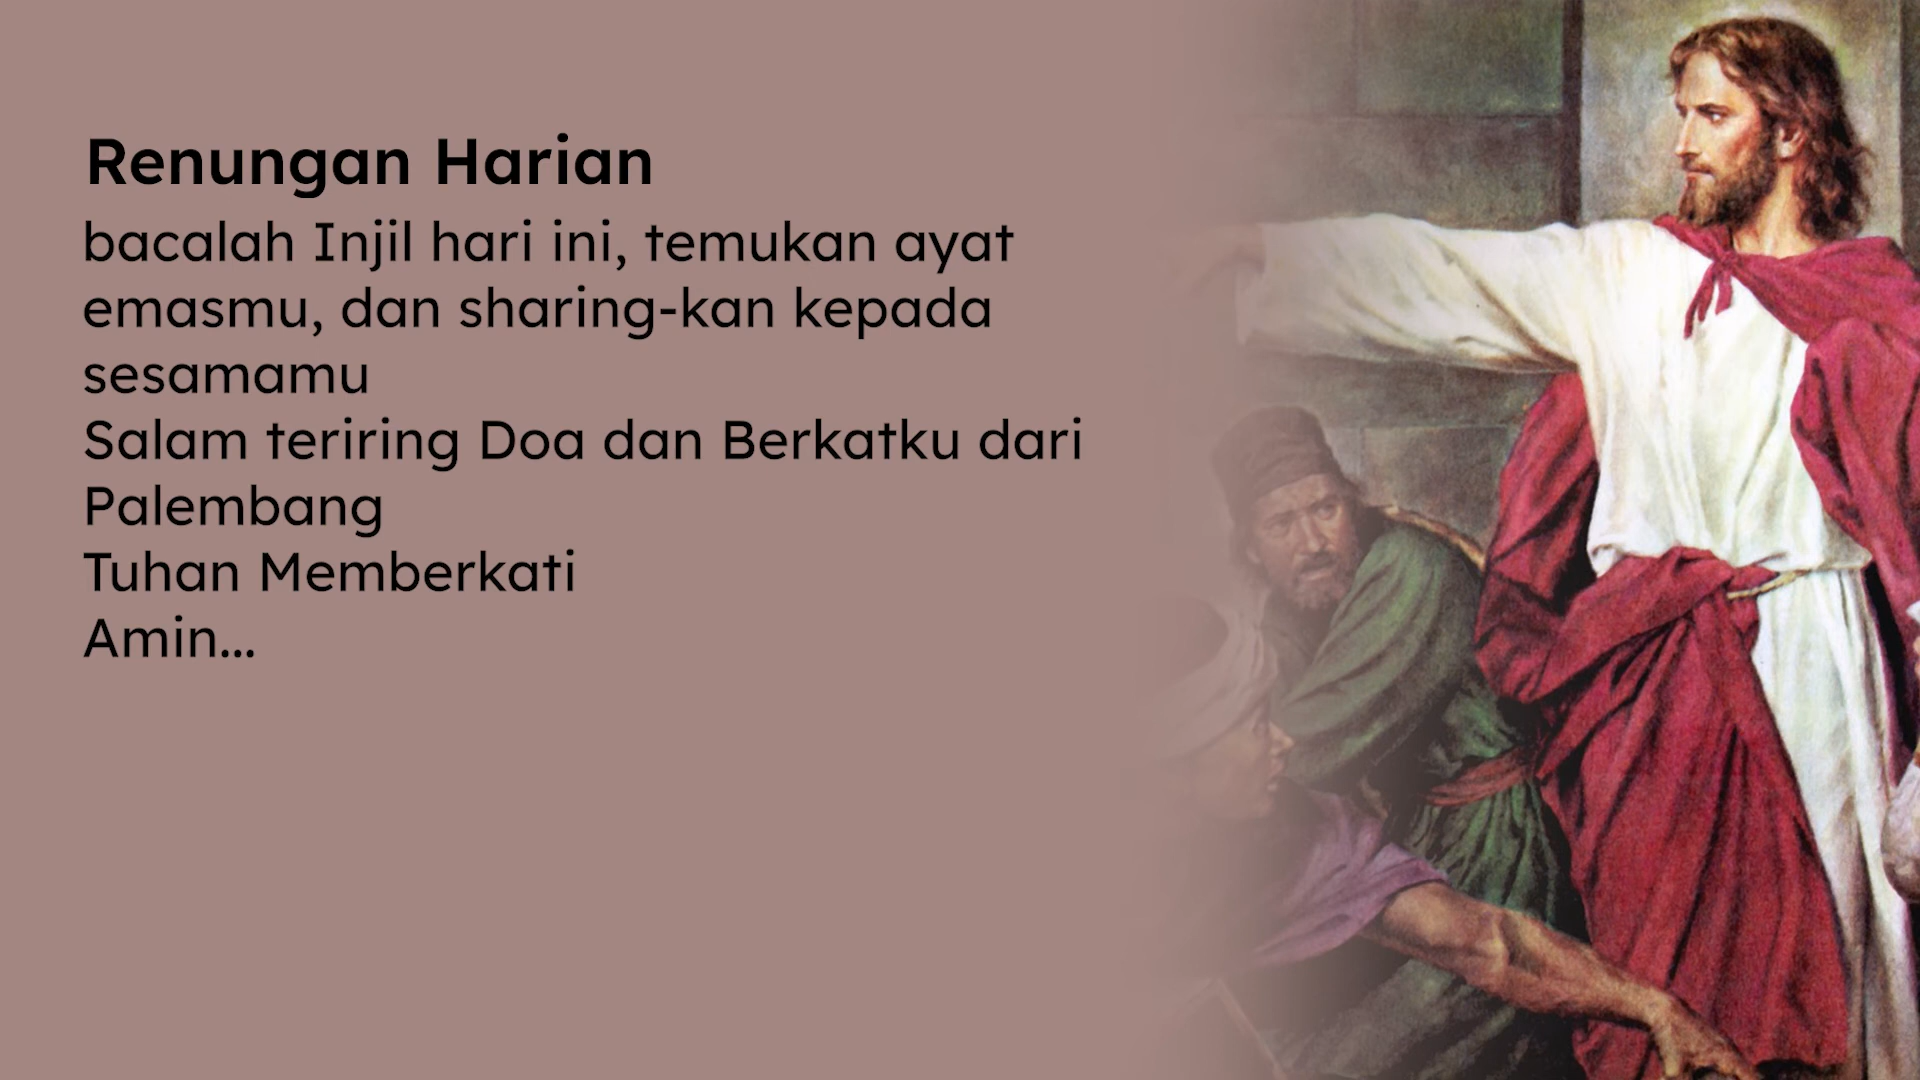 Renungan Harian
bacalah Injil hari ini, temukan ayat
emasmu, dan sharing-kan kepada
sesamamu
Salam teriring Doa dan Berkatku dari
Palembang
Tuhan Memberkati
Amin...